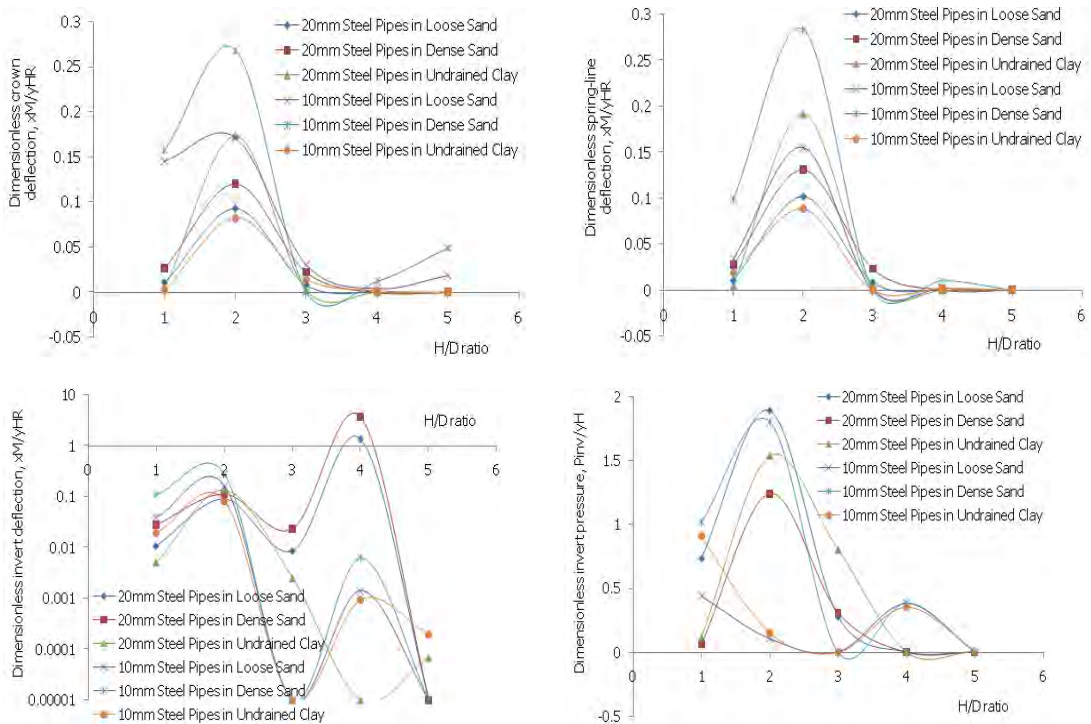 Dimensionless crown
deflection, xM/yHR
0.3
0.25
0.2
0.15
0.1
0.05
0
-0.05
0 1 2 3 4 5 6
H/D ratio
20mm Steel Pipes in Loose Sand
20mm Steel Pipes in Dense Sand
20mm Steel Pipes in Undrained Clay
10mm Steel Pipes in Loose Sand
10mm Steel Pipes in Dense Sand
10mm Steel Pipes in Undrained Clay
Dimensionless spring-line
deflection, xM/yHR
0.3
0.25
0.2
0.15
0.1
0.05
0
-0.05
0 1 2 3 4 5 6
H/D ratio
20mm Steel Pipes in Loose Sand
20mm Steel Pipes in Dense Sand
20mm Steel Pipes in Undrained Clay
10mm Steel Pipes in Loose Sand
10mm Steel Pipes in Dense Sand
10mm Steel Pipes in Undrained Clay
Dimensionless invert deflection, xM/yHR
10
1
0.1
0.01
0.001
0.0001
0.00001
H/D ratio
0 1 2 3 4 5 6
20mm Steel Pipes in Loose Sand
20mm Steel Pipes in Dense Sand
20mm Steel Pipes in Undrained Clay
10mm Steel Pipes in Loose Sand
10mm Steel Pipes in Dense Sand
10mm Steel Pipes in Undrained Clay
Dimensionless invert pressure, Pinv/yH
2
1.5
1
0.5
0
-0.5
0 1 2 3 4 5 6
H/D ratio
20mm Steel Pipes in Loose Sand
20mm Steel Pipes in Dense Sand
20mm Steel Pipes in Undrained Clay
10mm Steel Pipes in Loose Sand
10mm Steel Pipes in Dense Sand
10mm Steel Pipes in Undrained Clay